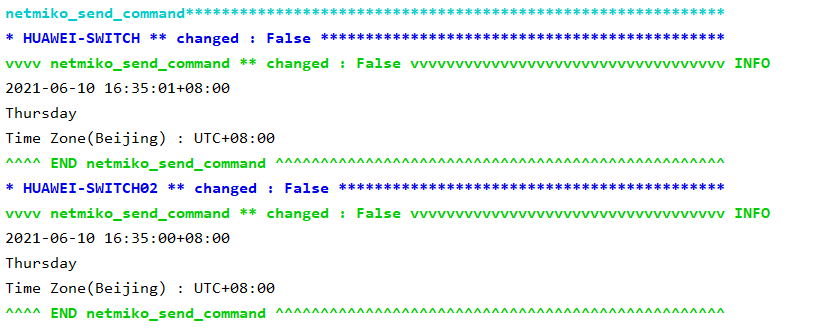 netmiko_send_command************************************************************
* HUAWEI-SWITCH ** changed : False *********************************************
vvvv netmiko_send_command ** changed : False vvvvvvvvvvvvvvvvvvvvvvvvvvvvvvvvvvv INFO
2021-06-10 16:35:01+08:00
Thursday
Time Zone(Beijing) : UTC+08:00
^^^^ END netmiko_send_command ^^^^^^^^^^^^^^^^^^^^^^^^^^^^^^^^^^^^^^^^^^^^^^^^^^
* HUAWEI-SWITCH02 ** changed : False *******************************************
vvvv netmiko_send_command ** changed : False vvvvvvvvvvvvvvvvvvvvvvvvvvvvvvvvvvv INFO
2021-06-10 16:35:00+08:00
Thursday
Time Zone(Beijing) : UTC+08:00
^^^^ END netmiko_send_command ^^^^^^^^^^^^^^^^^^^^^^^^^^^^^^^^^^^^^^^^^^^^^^^^^^